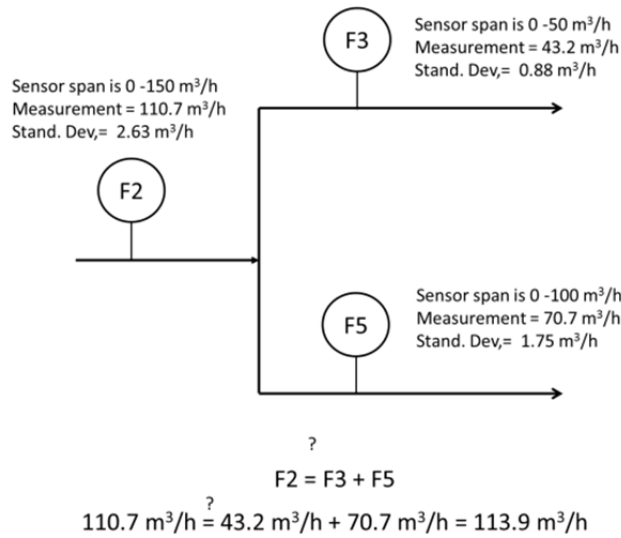 F3
Sensor span is 0 -50 m³/h
Measurement = 43.2 m³/h
Stand. Dev,= 0.88 m³/h
Sensor span is 0 -150 m³/h
Measurement = 110.7 m³/h
Stand. Dev,= 2.63 m³/h
F2
F5
Sensor span is 0 -100 m³/h
Measurement = 70.7 m³/h
Stand. Dev,= 1.75 m³/h
?
F2 = F3 + F5
?
110.7 m³/h = 43.2 m³/h + 70.7 m³/h = 113.9 m³/h